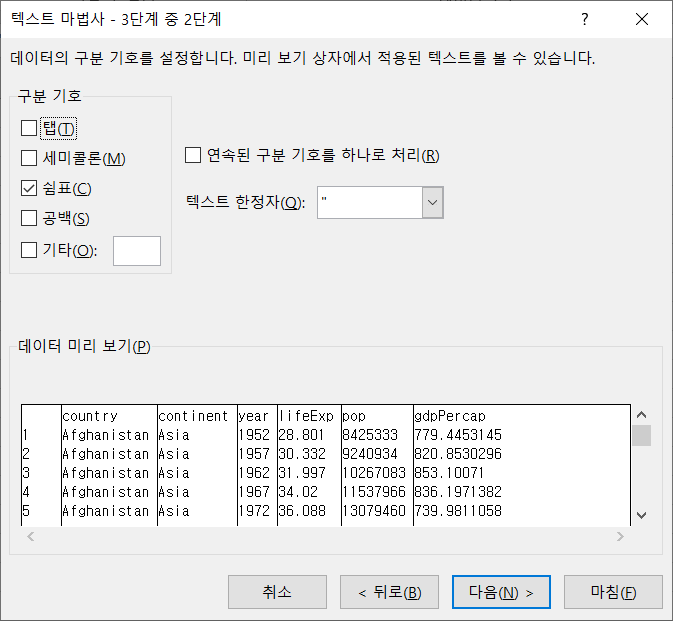 텍스트 마법사 - 3단계 중 2단계 ?
데이터의 구분 기호를 설정합니다. 미리 보기 상자에서 적용된 텍스트를 볼 수 있습니다.
구분 기호
탭(T)
세미콜론(M)
쉼표(C)
공백(S)
기타(O):
연속된 구분 기호를 하나로 처리(R)
텍스트 한정자(Q): "
데이터 미리 보기(P)
country continent year lifeExp pop gdpPercap
1 Afghanistan Asia 1952 28.801 8425333 779.4453145
2 Afghanistan Asia 1957 30.332 9240934 820.8530296
3 Afghanistan Asia 1962 31.997 10267083 853.10071
4 Afghanistan Asia 1967 34.02 11537966 836.1971382
5 Afghanistan Asia 1972 36.088 13079460 739.9811058
취소 < 뒤로(B) 다음(N) > 마침(F)